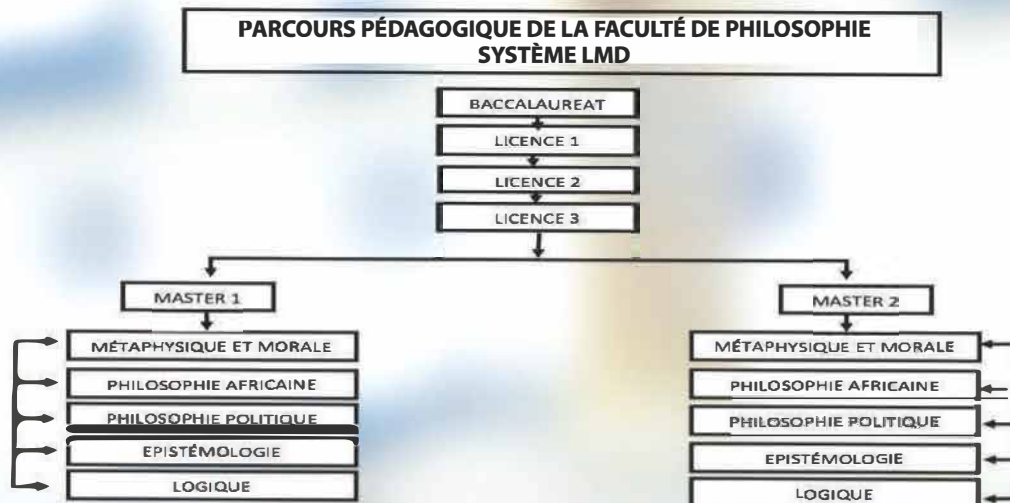 PARCOURS PÉDAGOGIQUE DE LA FACULTÉ DE PHILOSOPHIE
SYSTÈME LMD
BACCALAUREAT
LICENCE 1
LICENCE 2
LICENCE 3
MASTER 1
MÉTAPHYSIQUE ET MORALE
PHILOSOPHIE AFRICAINE
PHILOSOPHIE POLITIQUE
EPISTÉMOLOGIE
LOGIQUE
MASTER 2
MÉTAPHYSIQUE ET MORALE
PHILOSOPHIE AFRICAINE
PHILOSOPHIE POLITIQUE
EPISTÉMOLOGIE
LOGIQUE